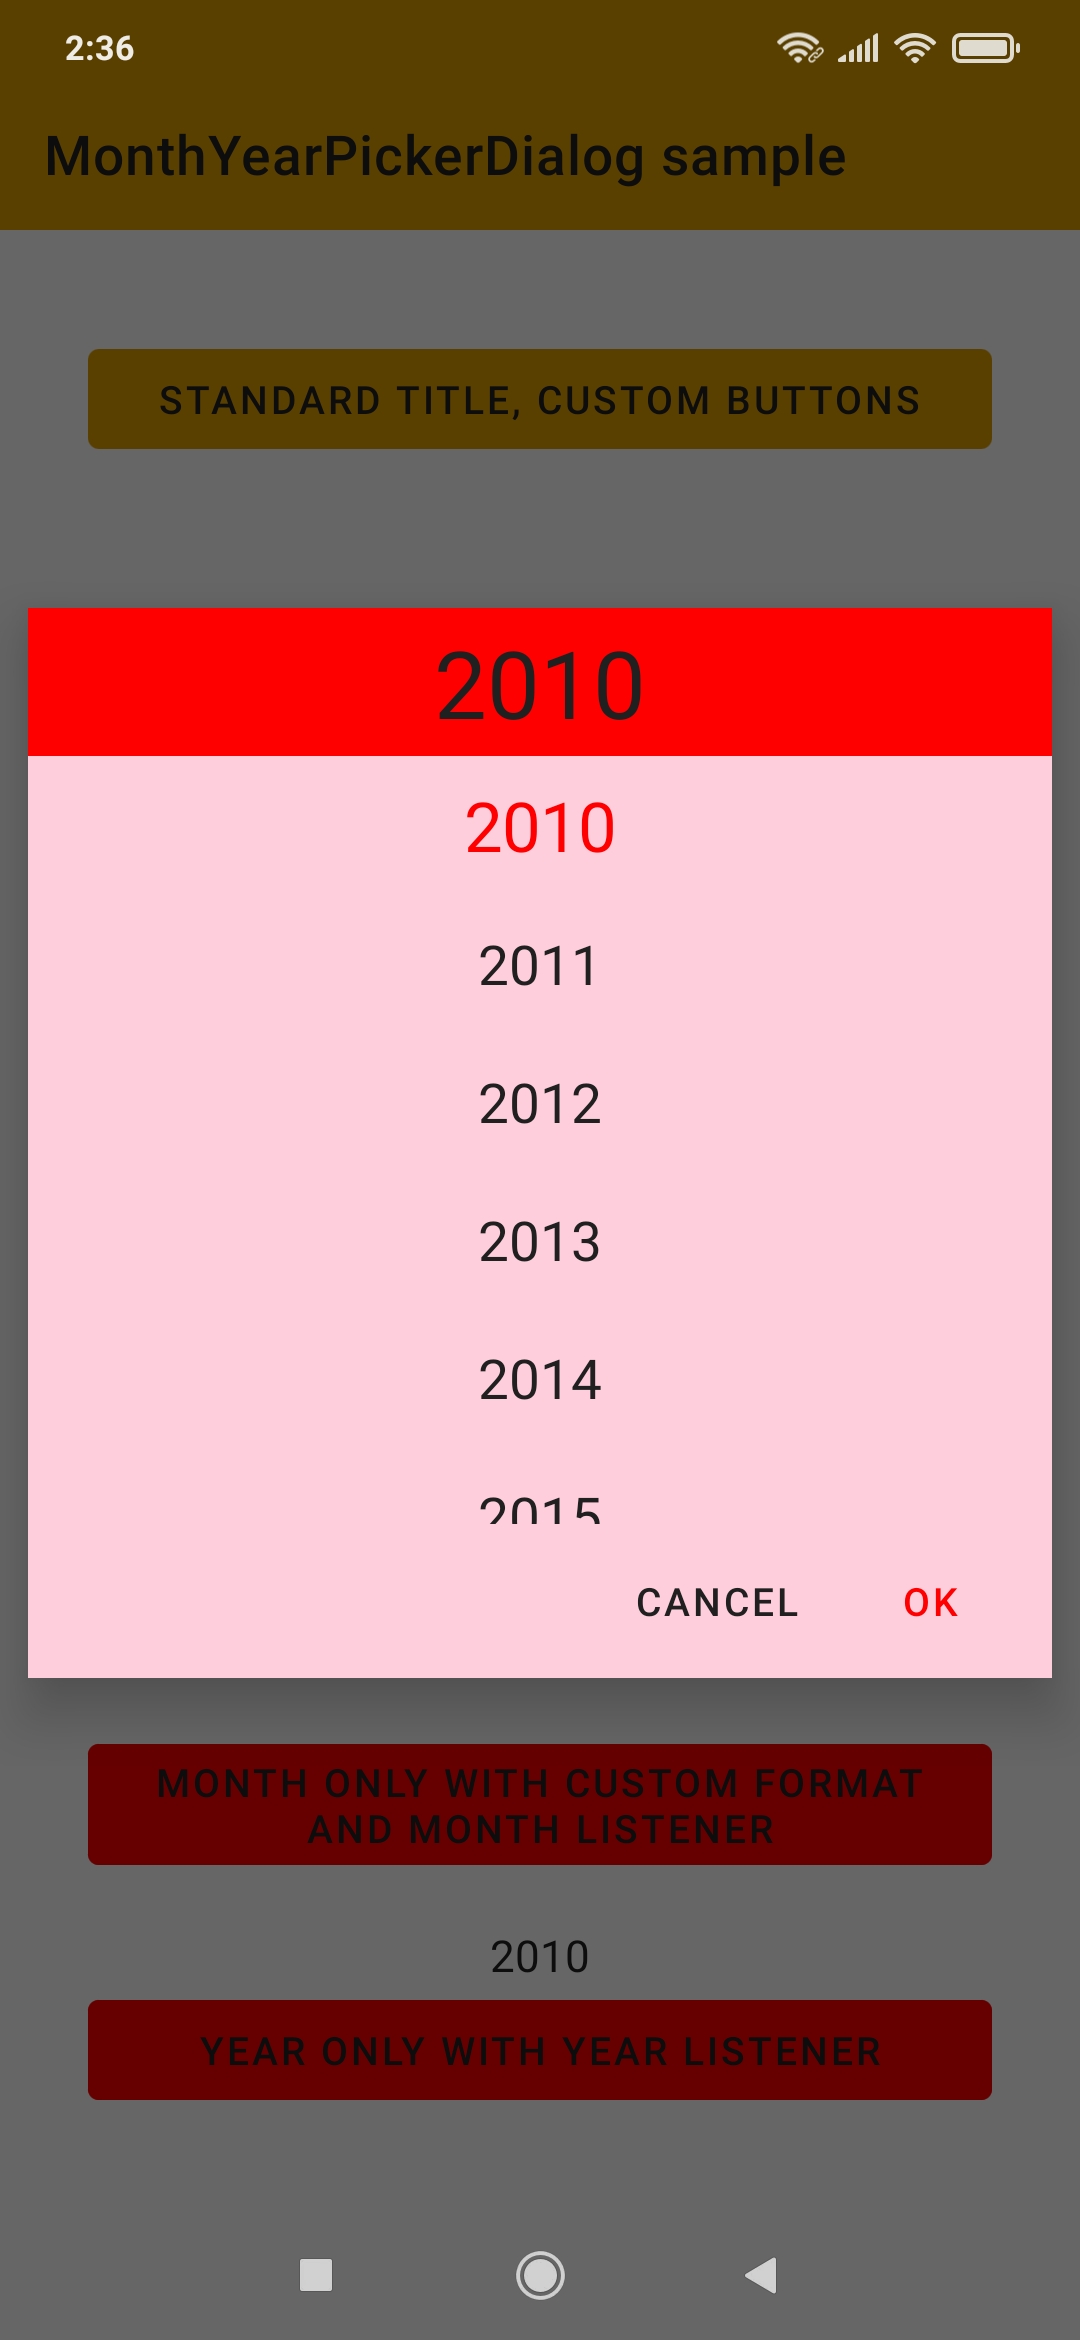 2:36
MonthYearPickerDialog sample
STANDARD TITLE, CUSTOM BUTTONS
2010
2010
2011
2012
2013
2014
2015
CANCEL OK
MONTH ONLY WITH CUSTOM FORMAT
AND MONTH LISTENER
2010
YEAR ONLY WITH YEAR LISTENER